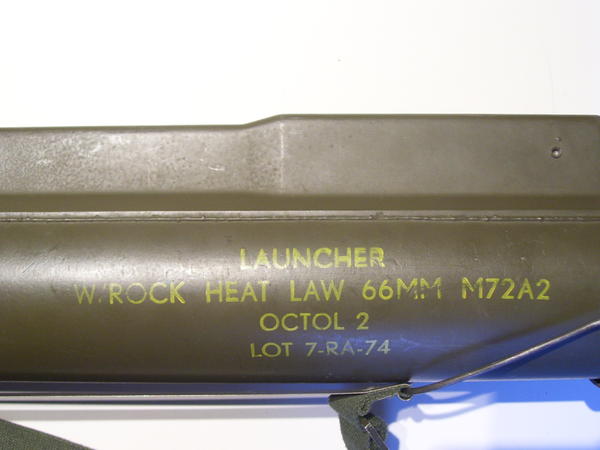 LAUNCHER
W/ROCK HEAT LAW 66MM M72A2
OCTOL 2
LOT 7-RA-74